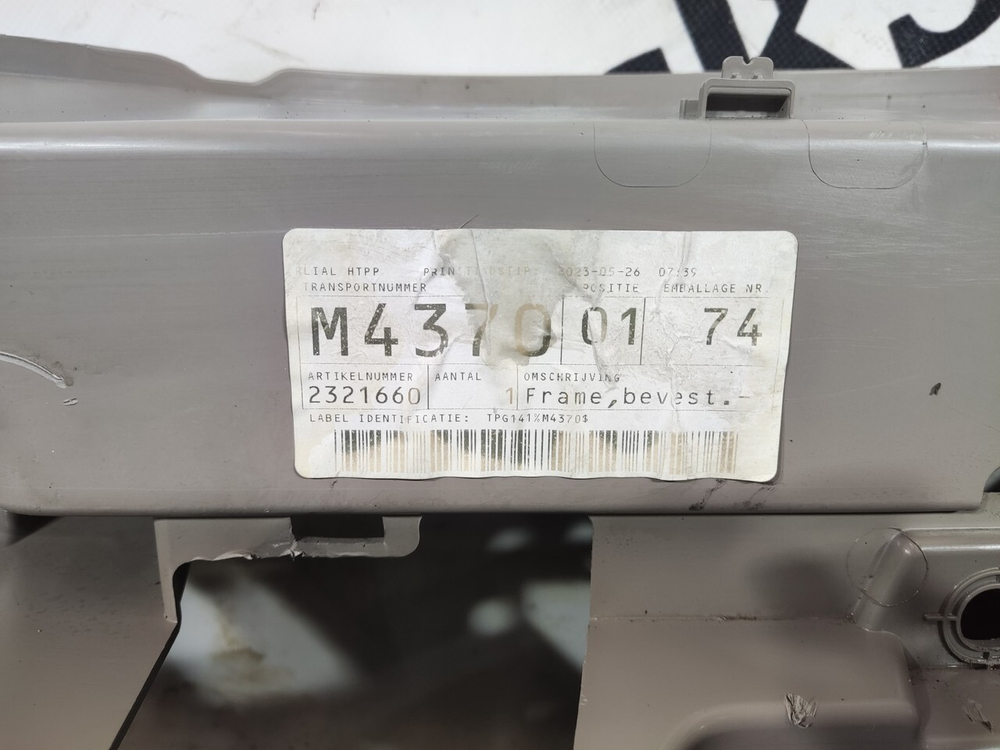 HTPP 2023-05-26 07:39
TRANSPORTNUMMER POSITIE EMBALLAGE NR.
M4370 01 74
ARTIKELNUMMER AANTAL OMSCHRIJVING
2321660 1 Frame,bevest.-
LABEL IDENTIFICATIE: TPG141%M4370$